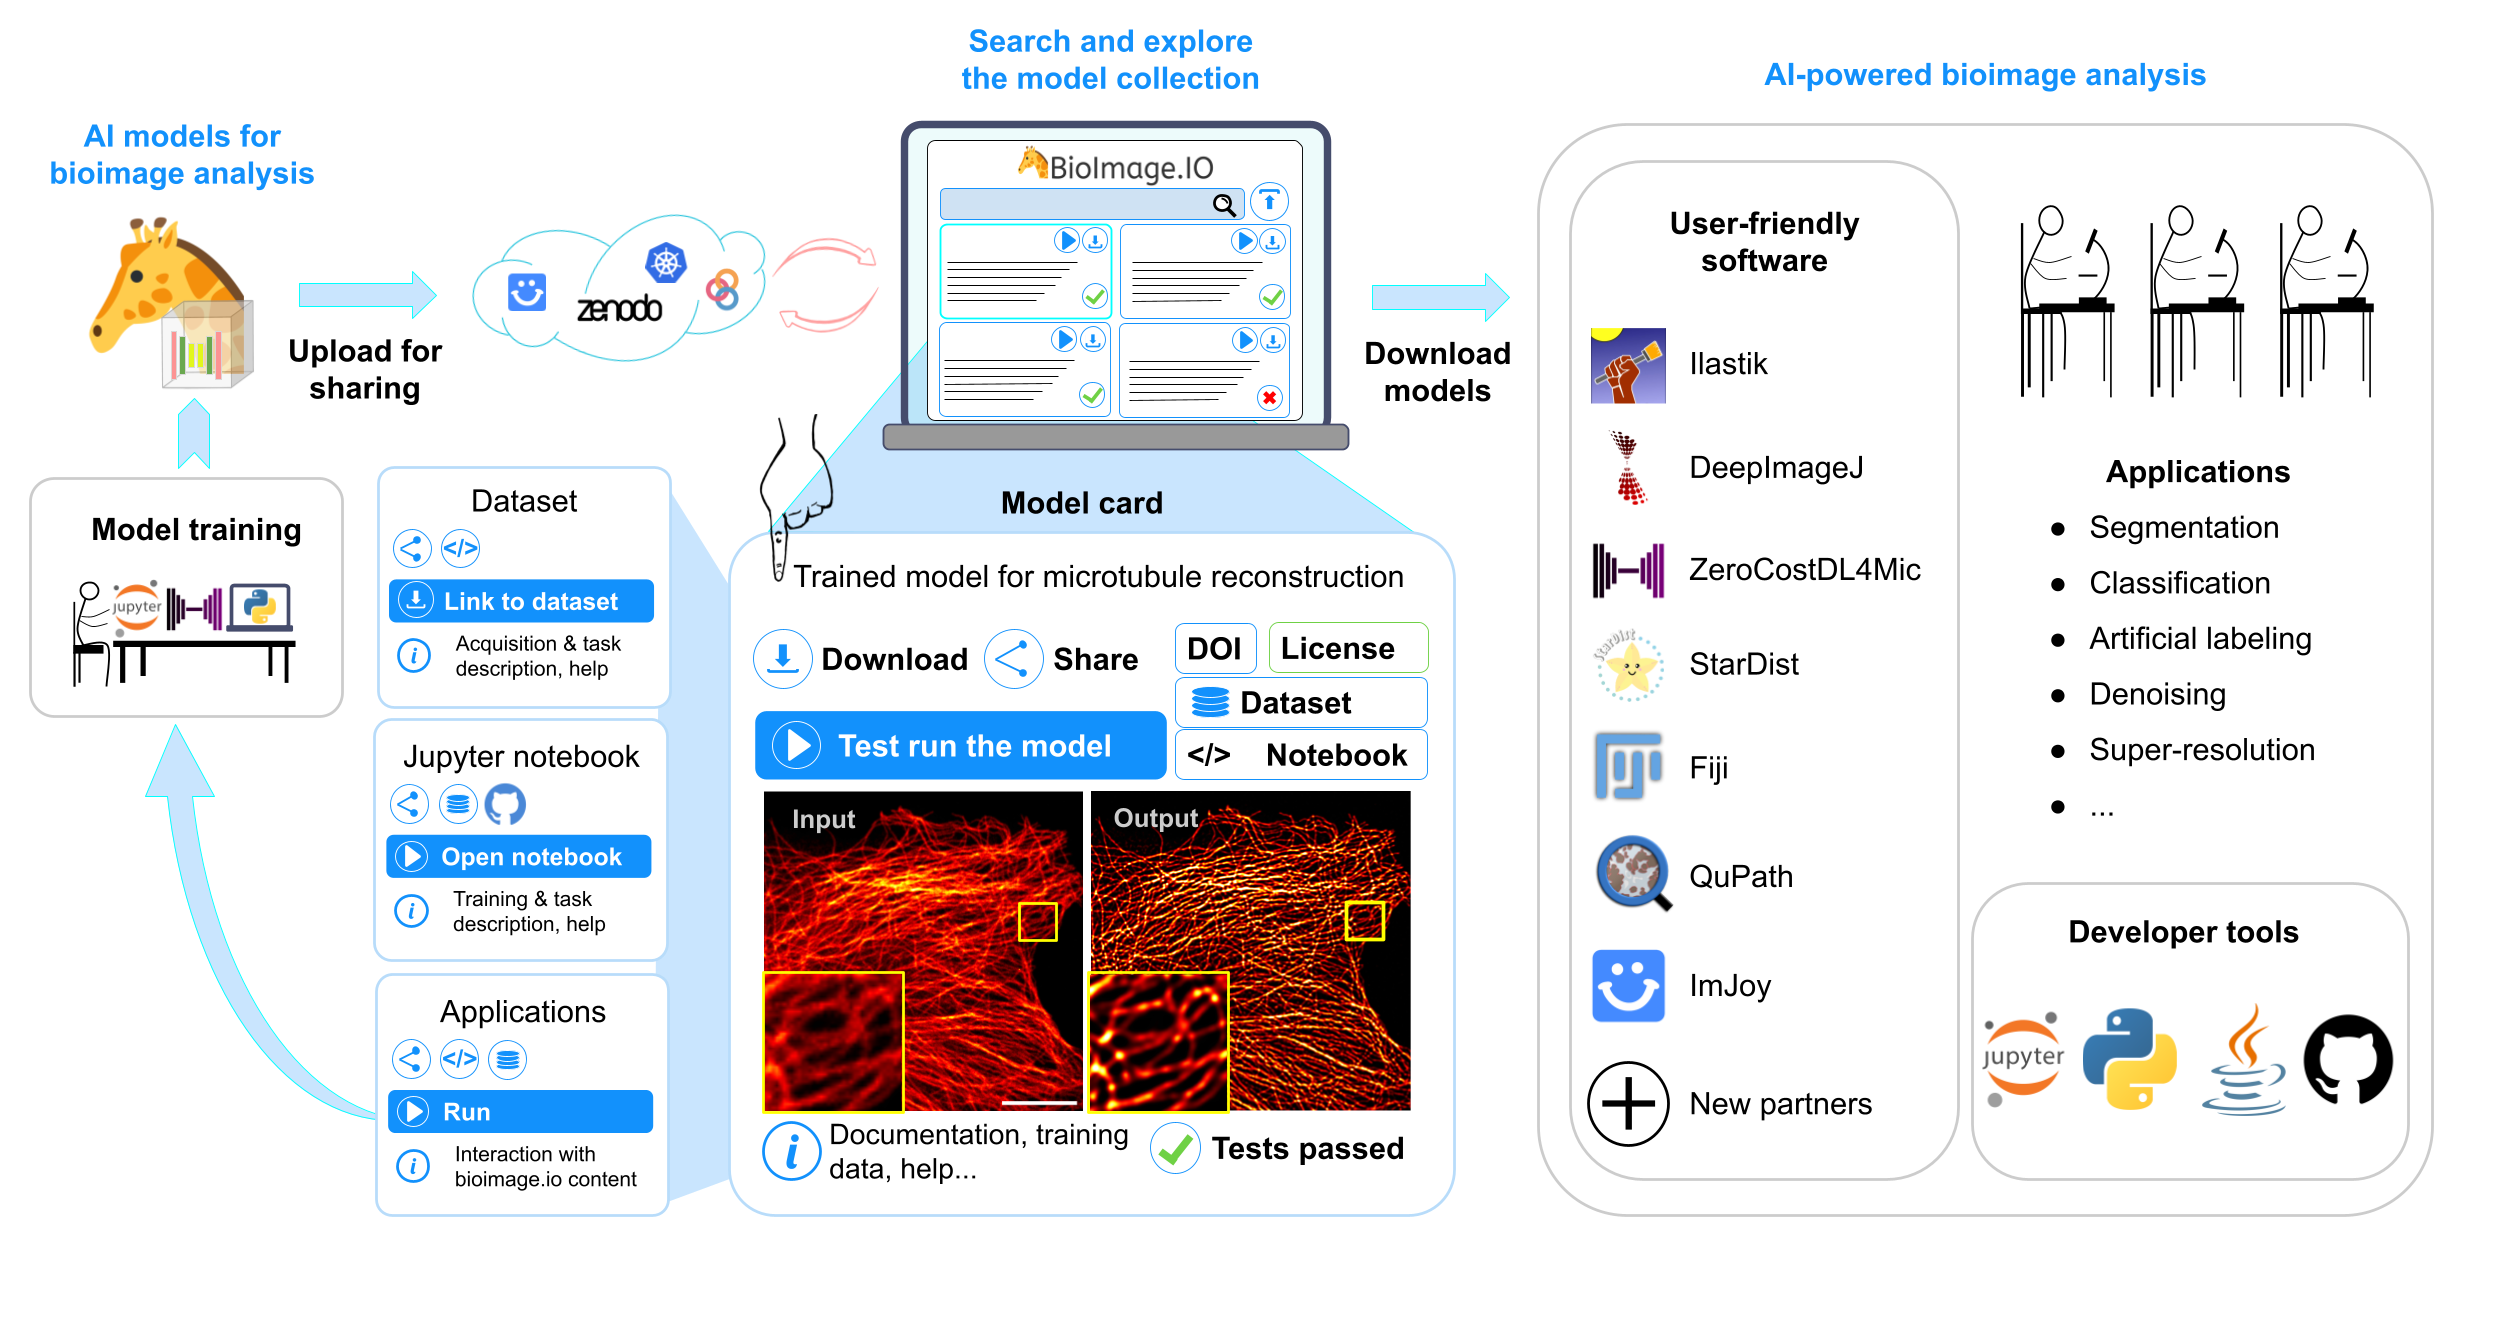 AI models for
bioimage analysis
Search and explore
the model collection
AI-powered bioimage analysis
BioImage.IO
zenodo
Upload for
sharing
Download
models
Model training
jupyter
Dataset
</>
Link to dataset
i
Acquisition & task
description, help
Jupyter notebook
Open notebook
i
Training & task
description, help
Applications
</>
Run
i
Interaction with
bioimage.io content
Model card
Trained model for microtubule reconstruction
Download
Share
DOI
License
Dataset
Test run the model
</> Notebook
Input
Output
i
Documentation, training
data, help...
Tests passed
User-friendly
software
Ilastik
DeepImageJ
ZeroCostDL4Mic
StarDist
StarDist
Fiji
QuPath
ImJoy
New partners
Applications
● Segmentation
● Classification
● Artificial labeling
● Denoising
● Super-resolution
● ...
Developer tools
jupyter